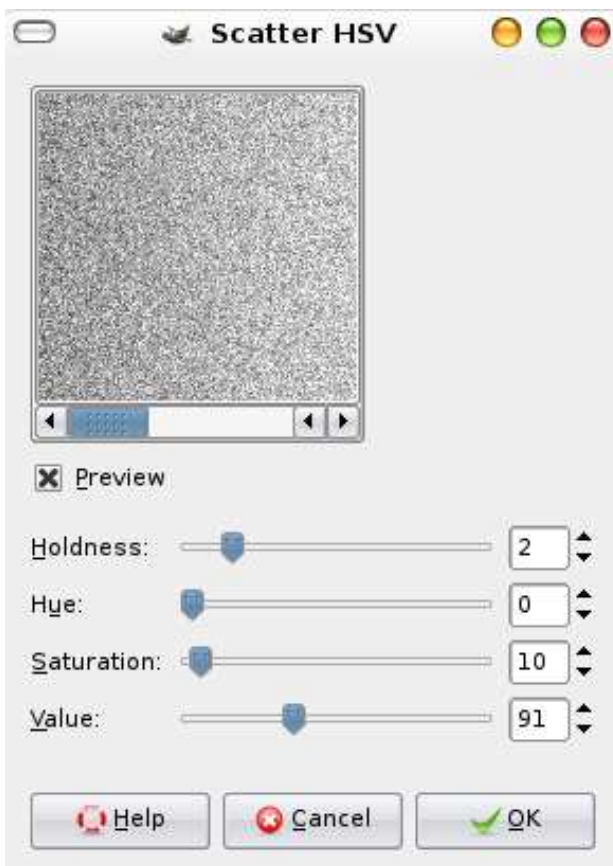 Scatter HSV
Preview
Holdness: 2
Hue: 0
Saturation: 10
Value: 91
Help Cancel OK